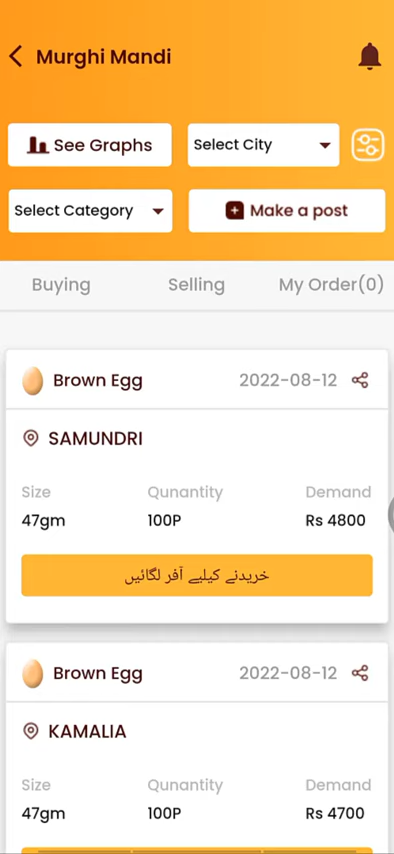 Murghi Mandi
See Graphs
Select City
Select Category
Make a post
Buying Selling My Order(0)
Brown Egg 2022-08-12
SAMUNDRI
Size Qunantity Demand
47gm 100P Rs 4800
خریدنے کیلیے آفر لگائیں
Brown Egg 2022-08-12
KAMALIA
Size Qunantity Demand
47gm 100P Rs 4700